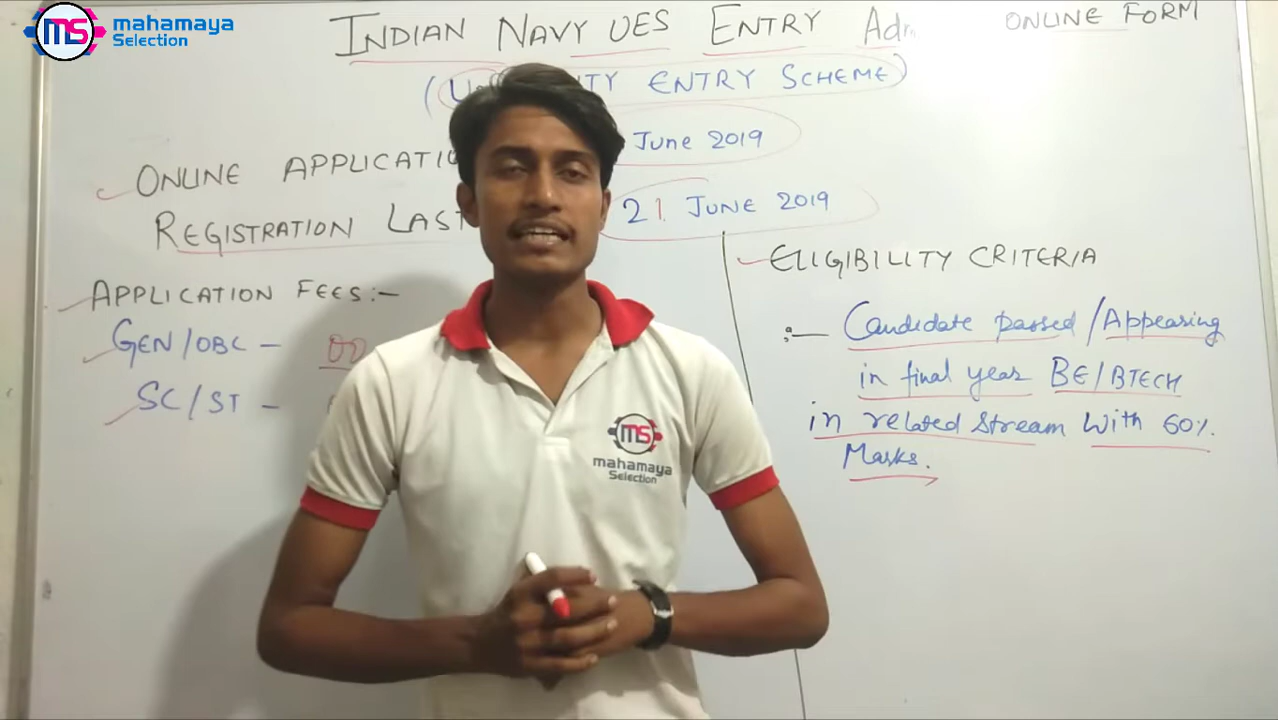 MS mahamaya
Selection
INDIAN NAVY UES ENTRY ONLINE FORM
ENTRY SCHEME)
ONLINE June 2019
REGISTRATION LAST 21 JUNE 2019
APPLICATION FEES:-
GEN/OBC - 00
SC/ST -
ELIGIBILITY CRITERIA
:— Candidate passed/Appearing
in final year BE/BTECH
in related Stream With 60%.
Marks.
MS
mahamaya
Selection